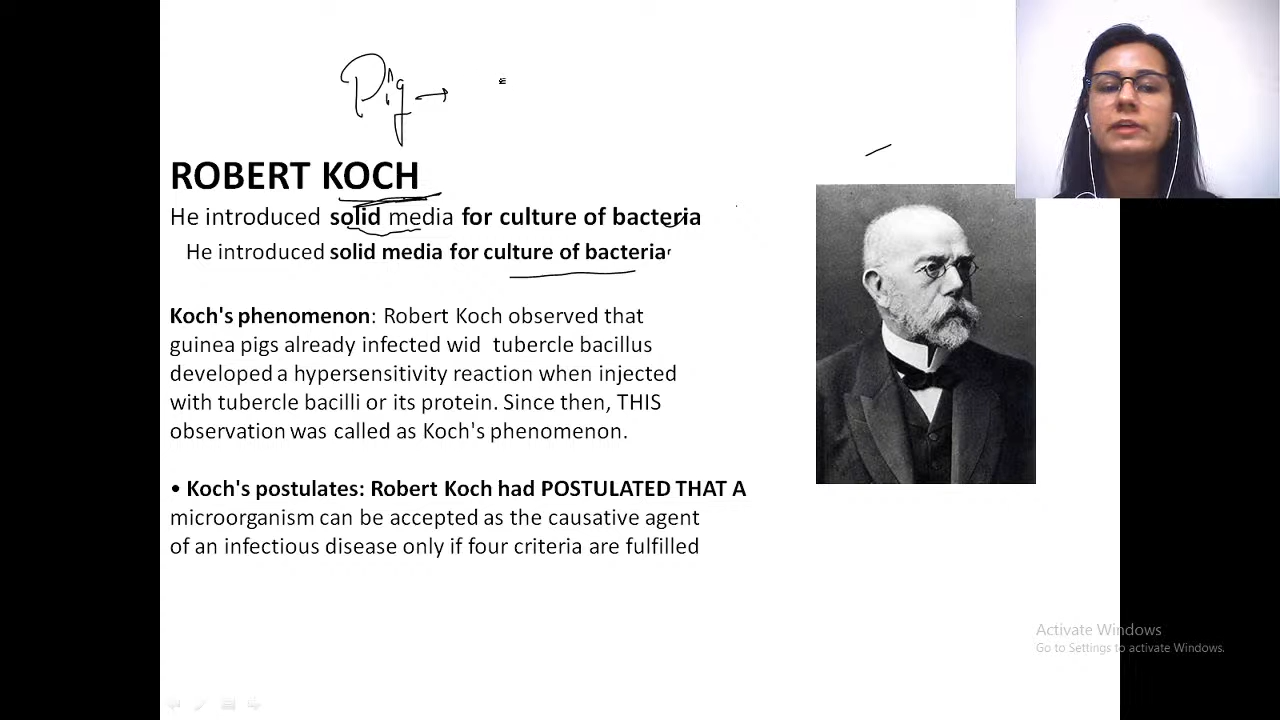 Pig →
ROBERT KOCH
He introduced solid media for culture of bacteria
He introduced solid media for culture of bacteria
Koch's phenomenon: Robert Koch observed that
guinea pigs already infected wid tubercle bacillus
developed a hypersensitivity reaction when injected
with tubercle bacilli or its protein. Since then, THIS
observation was called as Koch's phenomenon.
• Koch's postulates: Robert Koch had POSTULATED THAT A
microorganism can be accepted as the causative agent
of an infectious disease only if four criteria are fulfilled
Activate Windows
Go to Settings to activate Windows.